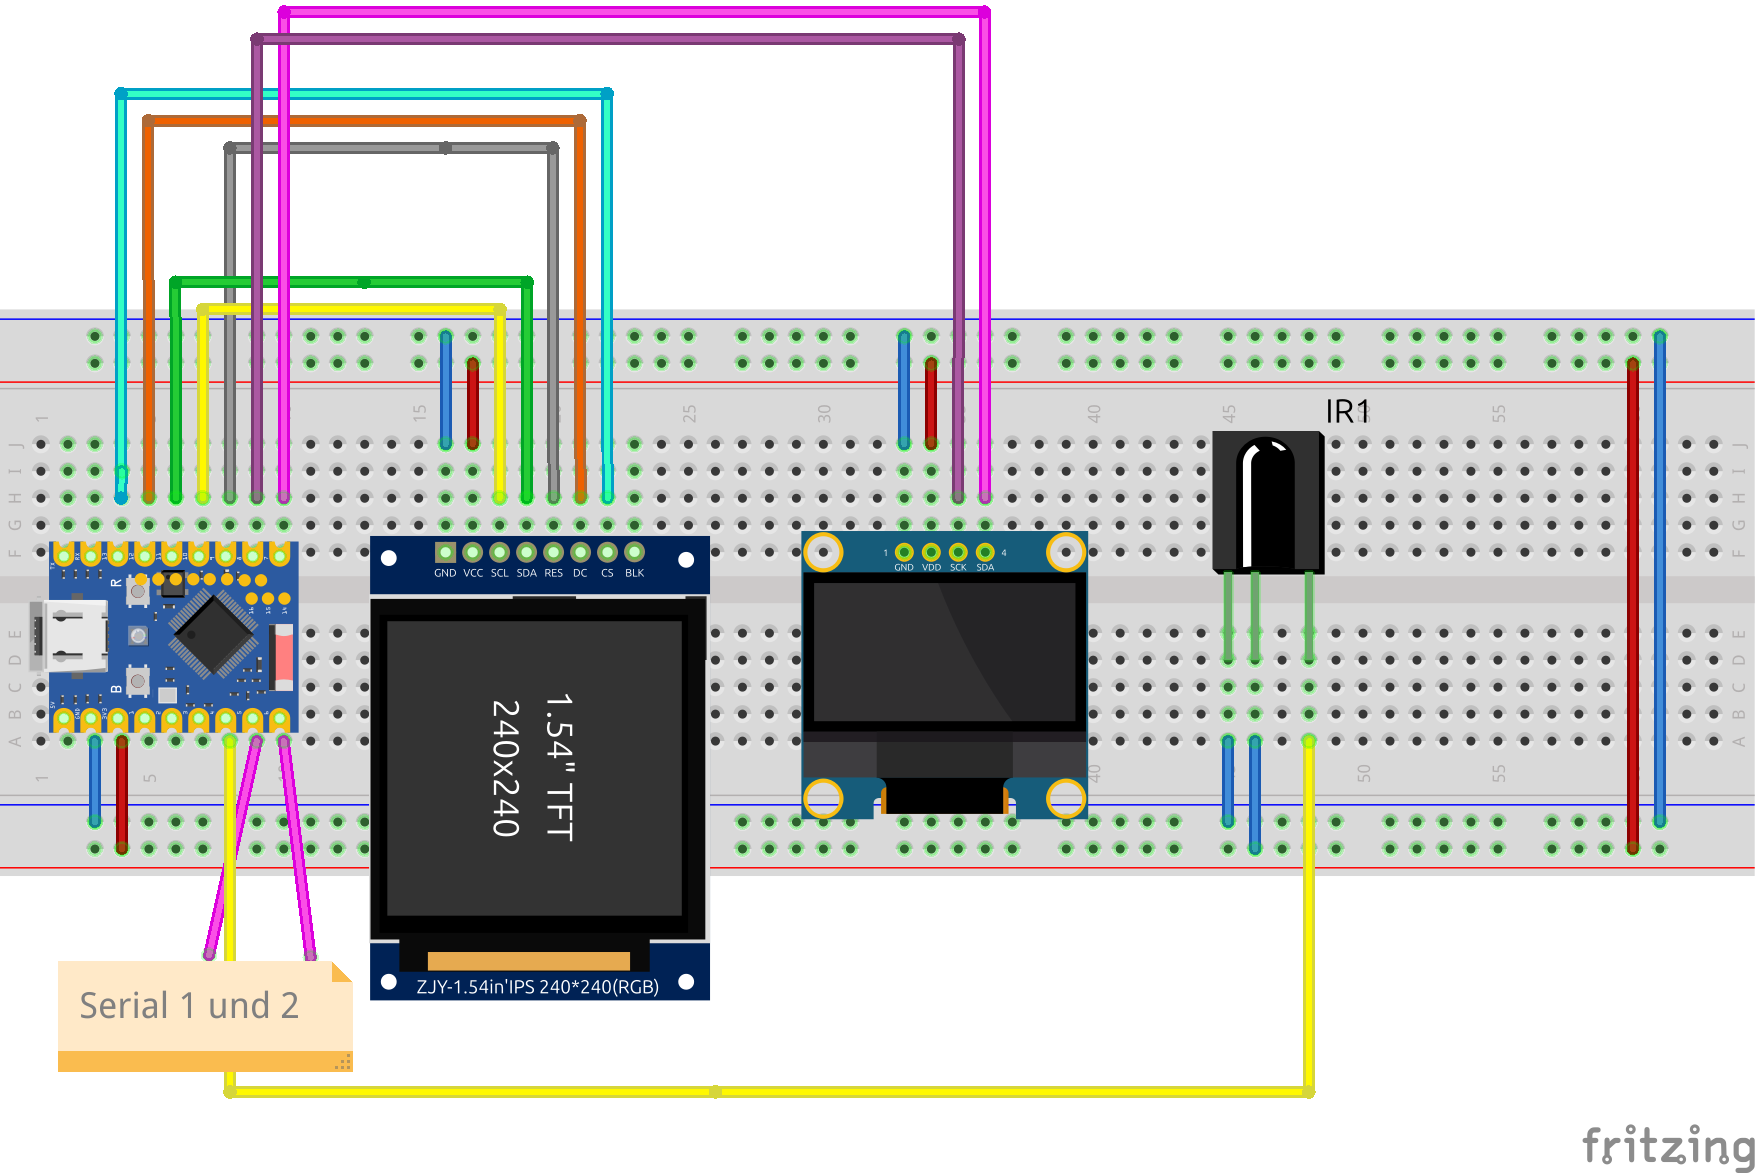 1
15
25
30
40
45
55
IR1
J
J
I
I
H
H
G
G
F
F
GND VCC SCL SDA RES DC CS BLK
1 4
GND VDD SCK SDA
R
B
E
E
D
D
C
C
B
B
A
A
1
5
40
50
55
1.54" TFT
240x240
ZJY-1.54in'IPS 240*240(RGB)
Serial 1 und 2
fritzing